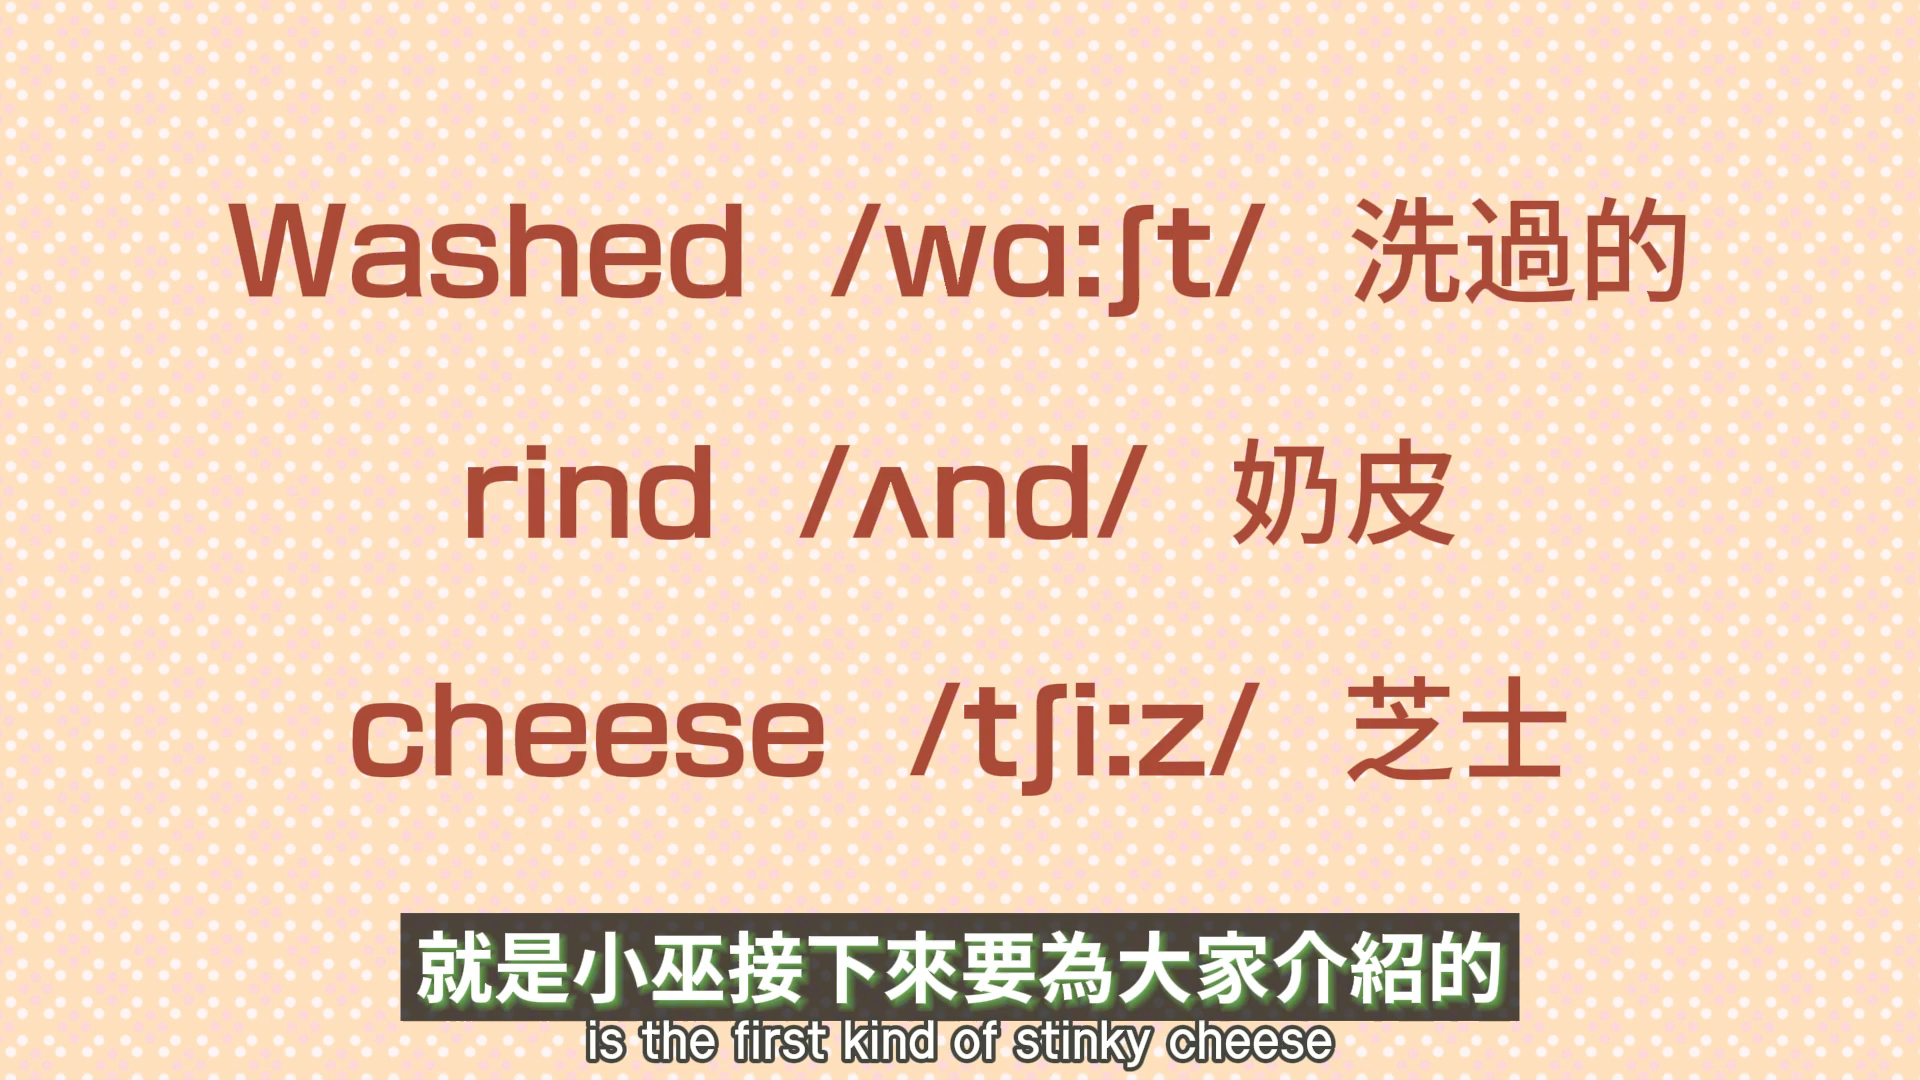 Washed /wɑ:ʃt/ 洗過的
rind /ʌnd/ 奶皮
cheese /tʃi:z/ 芝士
就是小巫接下來要為大家介紹的
is the first kind of stinky cheese